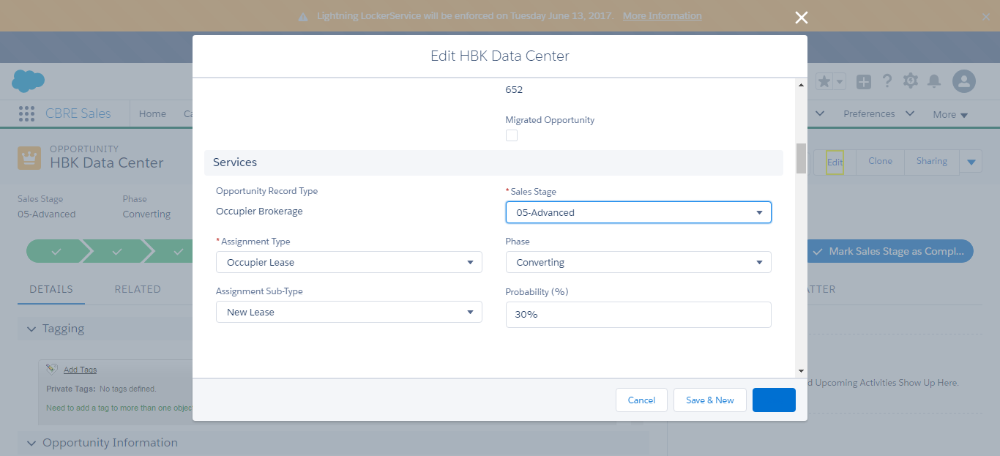 Lightning LockerService will be enforced on Tuesday June 13, 2017. More Information
Edit HBK Data Center
652
Migrated Opportunity
Services
Opportunity Record Type
Occupier Brokerage
*Sales Stage
05-Advanced
*Assignment Type
Occupier Lease
Phase
Converting
Assignment Sub-Type
New Lease
Probability (%)
30%
Cancel
Save & New
CBRE Sales
Home
Ca
Preferences
More
OPPORTUNITY
HBK Data Center
Edit
Clone
Sharing
Sales Stage
05-Advanced
Phase
Converting
Mark Sales Stage as Compl...
DETAILS
RELATED
ATTER
Tagging
Add Tags
Private Tags: No tags defined.
Need to add a tag to more than one object
d Upcoming Activities Show Up Here.
Opportunity Information